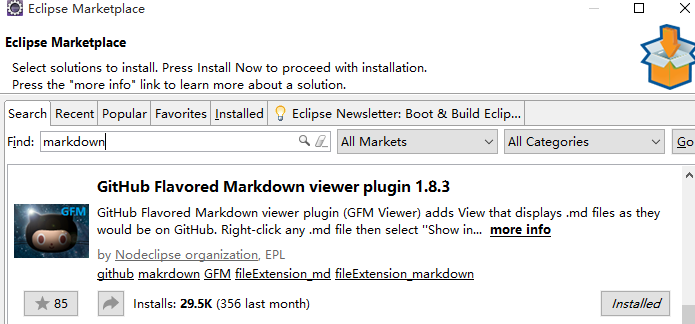 Eclipse Marketplace
Eclipse Marketplace
Select solutions to install. Press Install Now to proceed with installation.
Press the "more info" link to learn more about a solution.
Search Recent Popular Favorites Installed Eclipse Newsletter: Boot & Build Eclip...
Find: markdown All Markets All Categories Go
GitHub Flavored Markdown viewer plugin 1.8.3
GFM
GitHub Flavored Markdown viewer plugin (GFM Viewer) adds View that displays .md files as they
would be on GitHub. Right-click any .md file then select "Show in... more info
by Nodeclipse organization, EPL
github makrdown GFM fileExtension_md fileExtension_markdown
85 Installs: 29.5K (356 last month) Installed